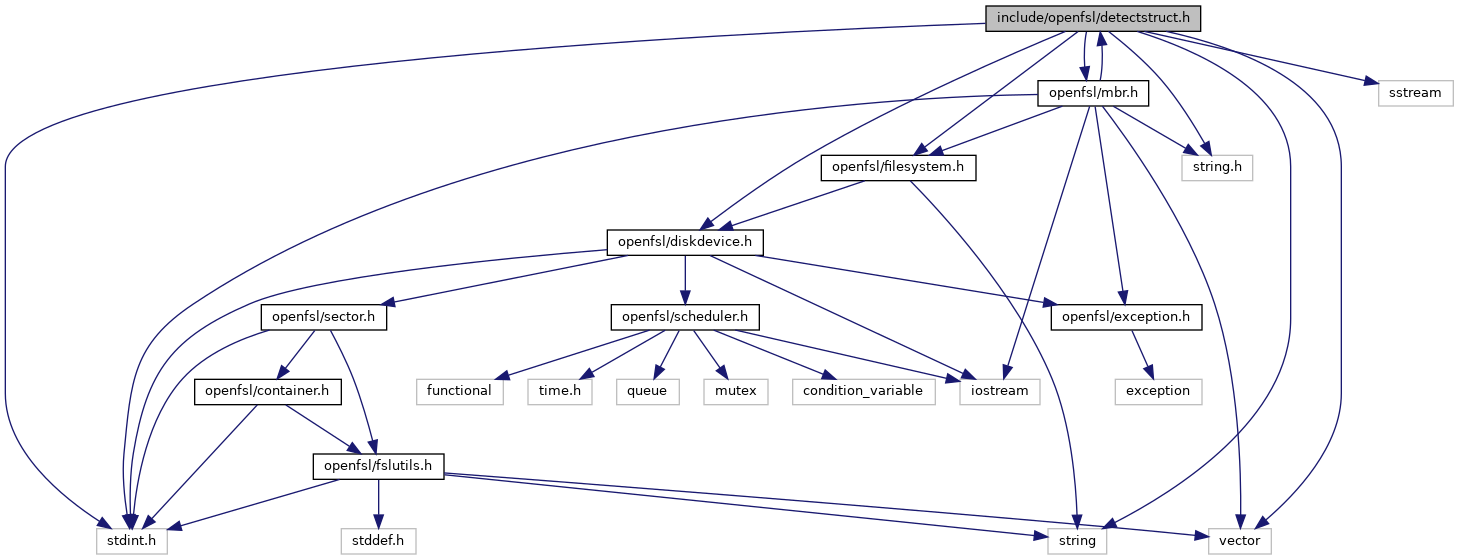 include/openfsl/detectstruct.h
openfsl/mbr.h
sstream
openfsl/filesystem.h
string.h
openfsl/diskdevice.h
openfsl/sector.h
openfsl/scheduler.h
openfsl/exception.h
openfsl/container.h
functional
time.h
queue
mutex
condition_variable
iostream
exception
openfsl/fslutils.h
stdint.h
stddef.h
string
vector